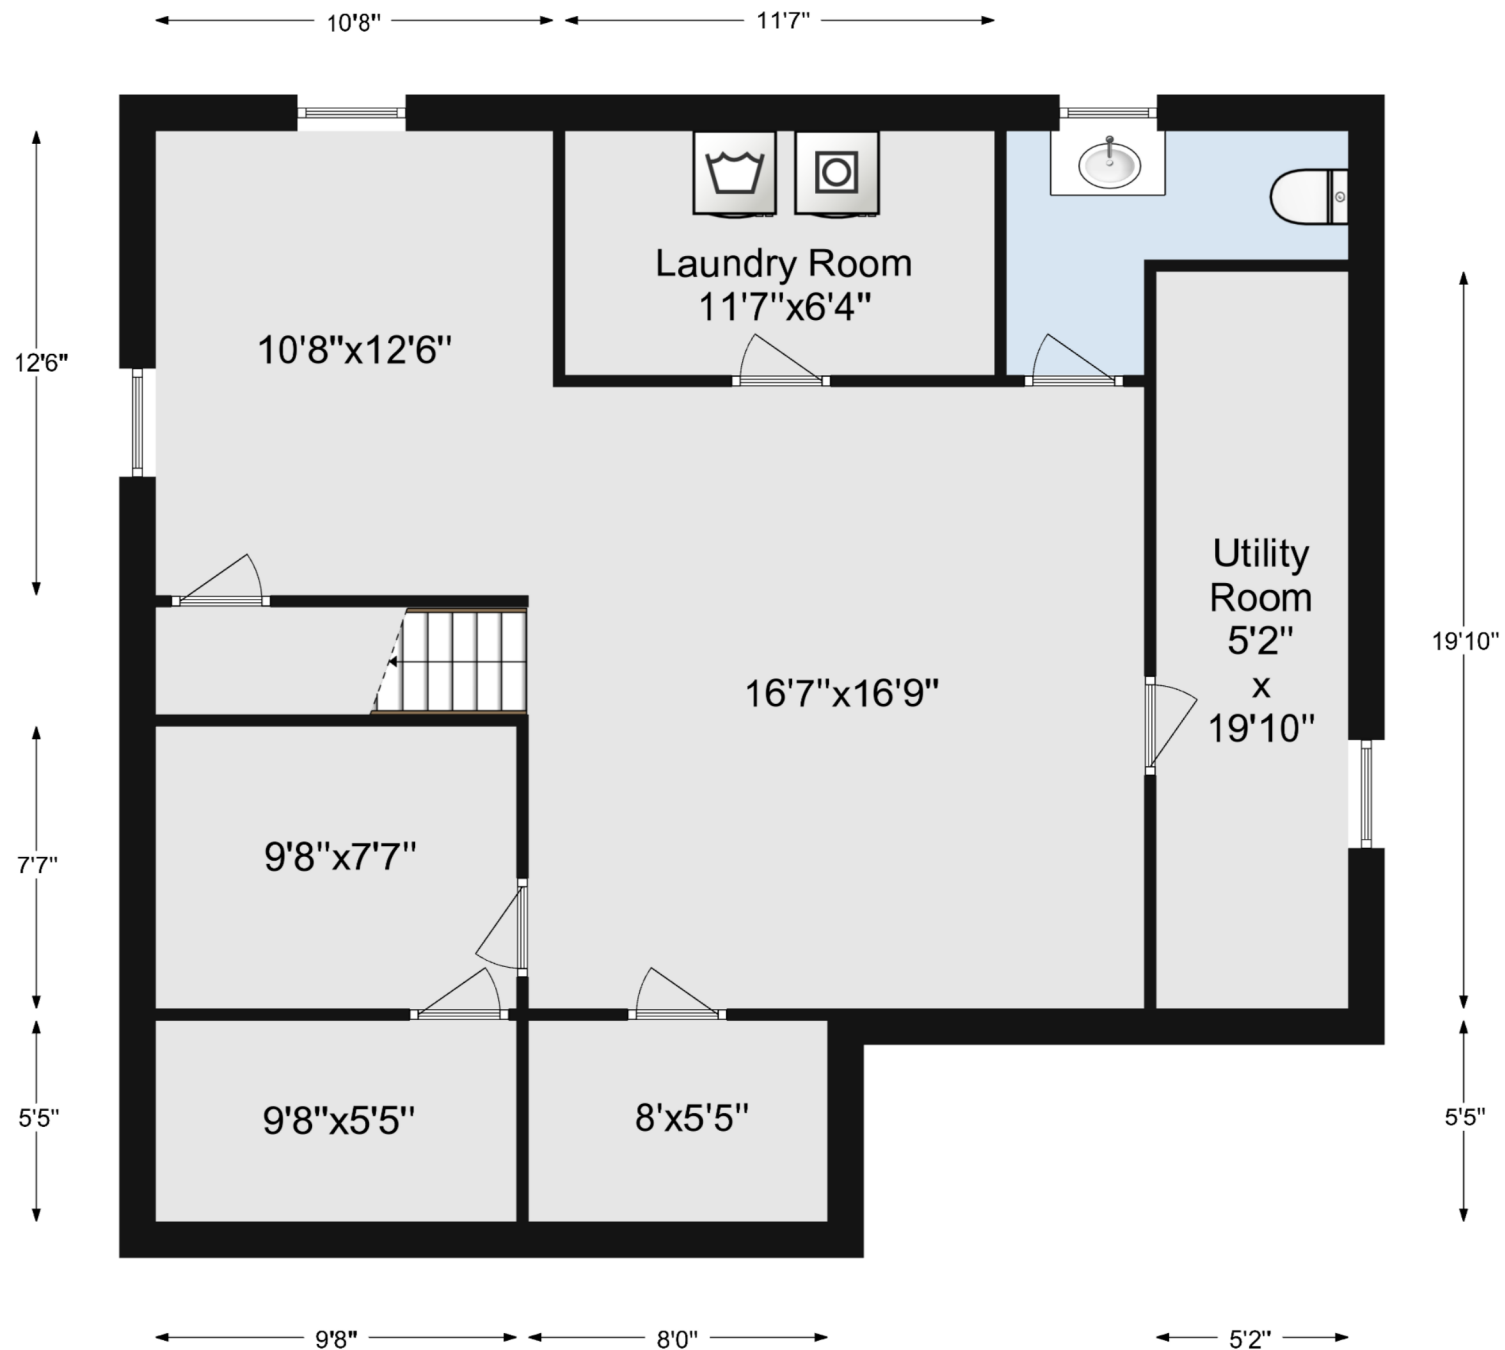 10'8"
11'7"
Laundry Room
11'7"x6'4"
10'8"x12'6"
12'6"
Utility
Room
5'2"
x
19'10"
19'10"
16'7"x16'9"
9'8"x7'7"
7'7"
9'8"x5'5"
8'x5'5"
5'5"
5'5"
9'8"
8'0"
5'2"